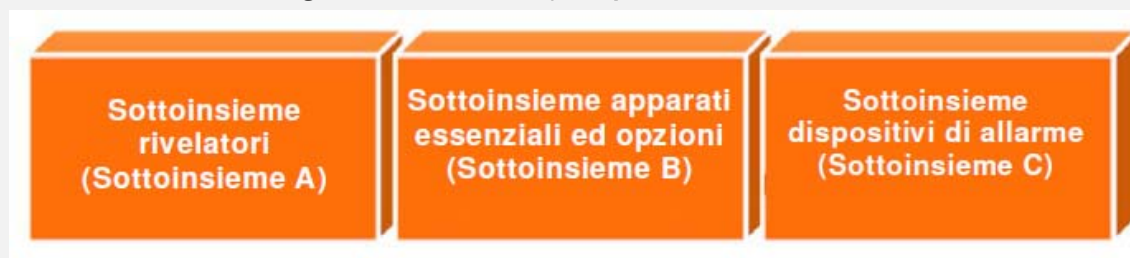 Sottoinsieme
rivelatori
(Sottoinsieme A)
Sottoinsieme apparati
essenziali ed opzioni
(Sottoinsieme B)
Sottoinsieme
dispositivi di allarme
(Sottoinsieme C)